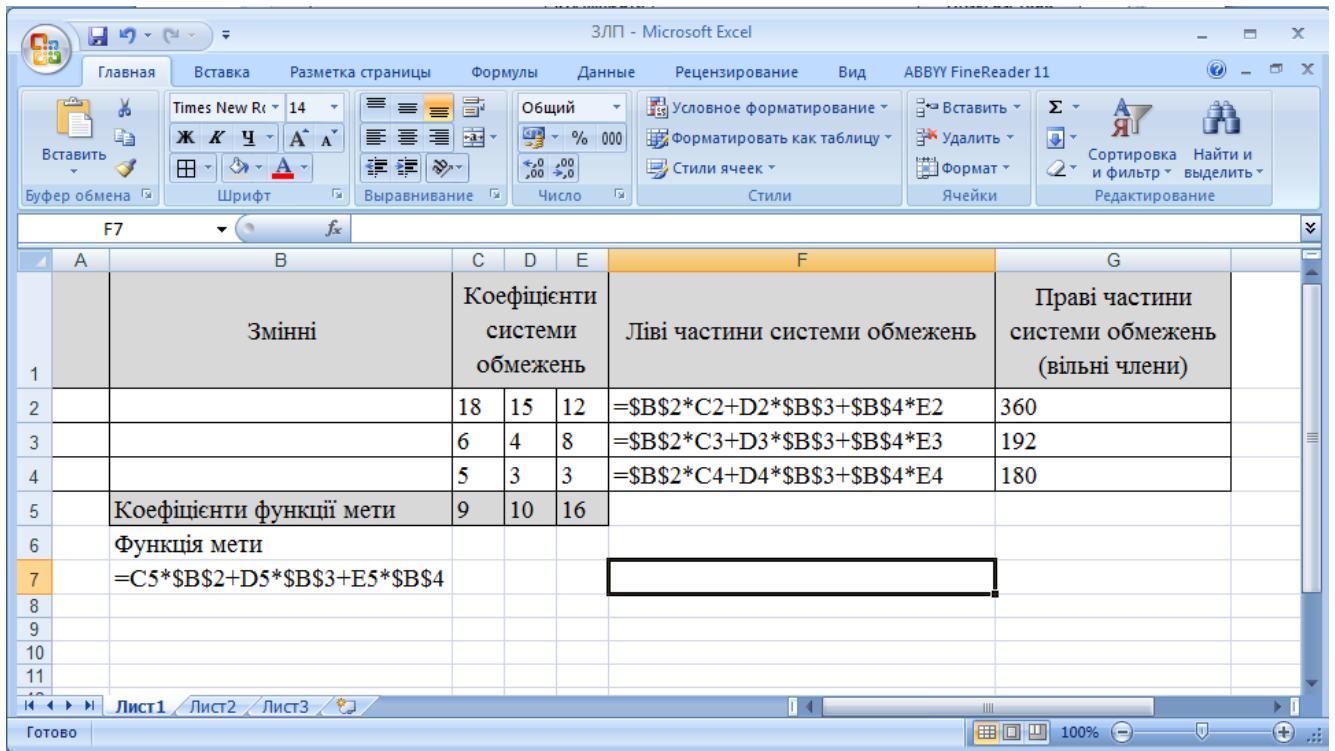 ЗЛП - Microsoft Excel
Главная Вставка Разметка страницы Формулы Данные Рецензирование Вид ABBYY FineReader 11
Вставить
Буфер обмена
Times New Ro 14
Ж К Ч А А
А
Шрифт
Выравнивание
Общий
% 000
Число
Условное форматирование
Форматировать как таблицу
Стили ячеек
Стили
Вставить
Удалить
Формат
Ячейки
Σ
Сортировка и фильтр
Найти и выделить
Редактирование
F7 fx
A B C D E F G
1 Змінні Коефіцієнти системи обмежень Ліві частини системи обмежень Праві частини системи обмежень (вільні члени)
2 18 15 12 =$B$2*C2+D2*$B$3+$B$4*E2 360
3 6 4 8 =$B$2*C3+D3*$B$3+$B$4*E3 192
4 5 3 3 =$B$2*C4+D4*$B$3+$B$4*E4 180
5 Коефіцієнти функції мети 9 10 16
6 Функція мети
7 =C5*$B$2+D5*$B$3+E5*$B$4
8
9
10
11
Лист1 Лист2 Лист3
Готово 100%